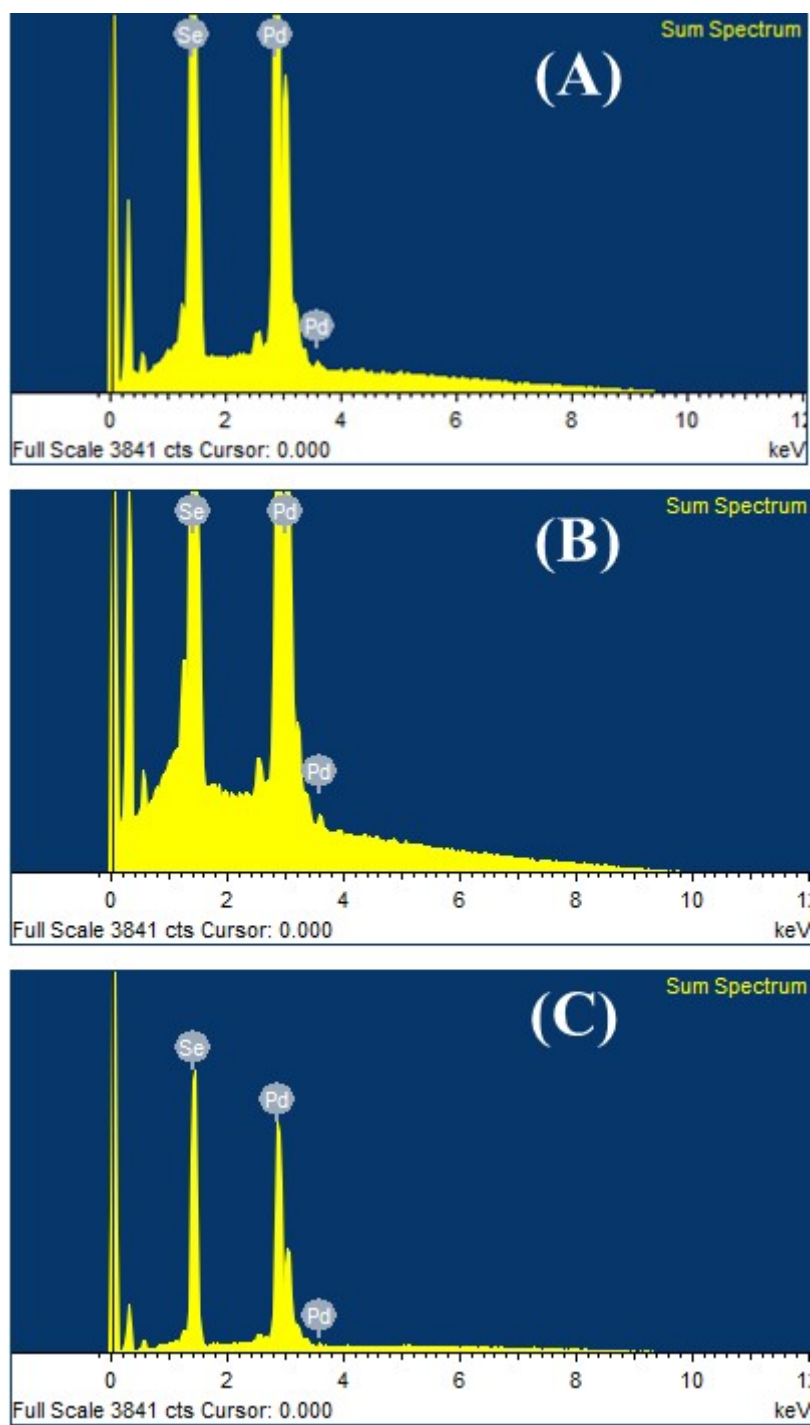 Sum Spectrum
Se Pd
(A)
Pd
0 2 4 6 8 10
Full Scale 3841 cts Cursor: 0.000 keV
Sum Spectrum
Se Pd
(B)
Pd
0 2 4 6 8 10
Full Scale 3841 cts Cursor: 0.000 keV
Sum Spectrum
(C)
Se
Pd
Pd
0 2 4 6 8 10
Full Scale 3841 cts Cursor: 0.000 keV